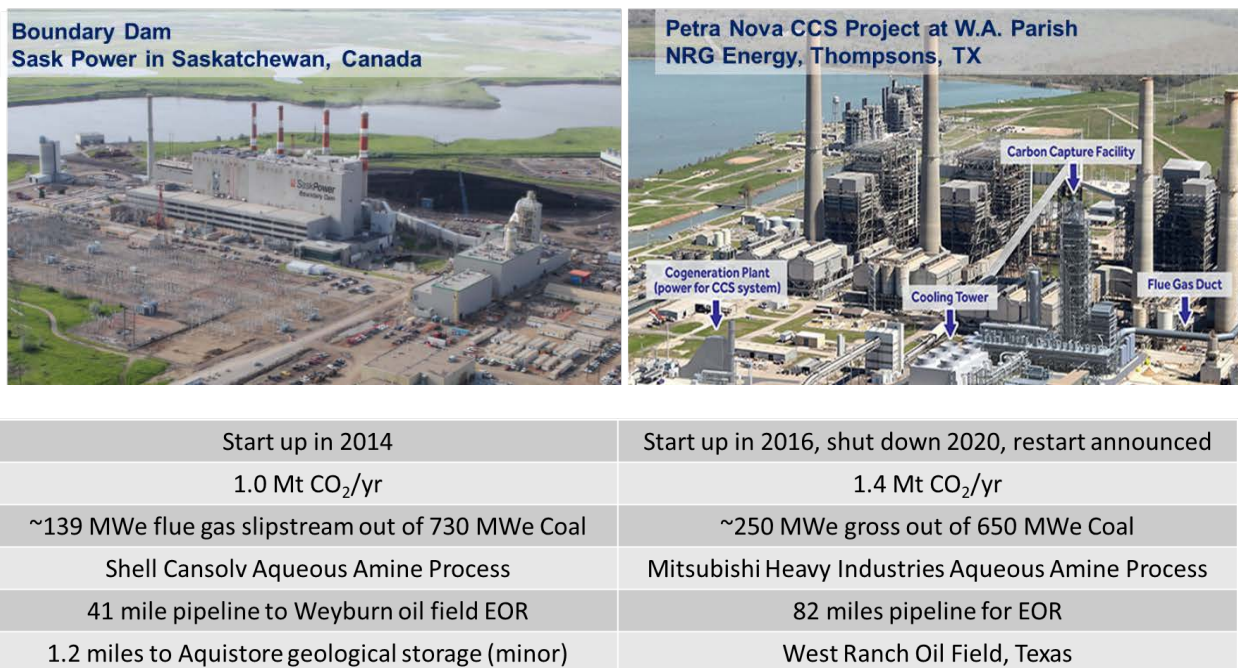 Boundary Dam
Sask Power in Saskatchewan, Canada
SaskPower
Boundary Dam
Petra Nova CCS Project at W.A. Parish
NRG Energy, Thompsons, TX
Carbon Capture Facility
Cogeneration Plant
(power for CCS system)
Cooling Tower
Flue Gas Duct
Start up in 2014
Start up in 2016, shut down 2020, restart announced
1.0 Mt CO₂/yr
1.4 Mt CO₂/yr
~139 MWe flue gas slipstream out of 730 MWe Coal
~250 MWe gross out of 650 MWe Coal
Shell Cansolv Aqueous Amine Process
Mitsubishi Heavy Industries Aqueous Amine Process
41 mile pipeline to Weyburn oil field EOR
82 miles pipeline for EOR
1.2 miles to Aquistore geological storage (minor)
West Ranch Oil Field, Texas